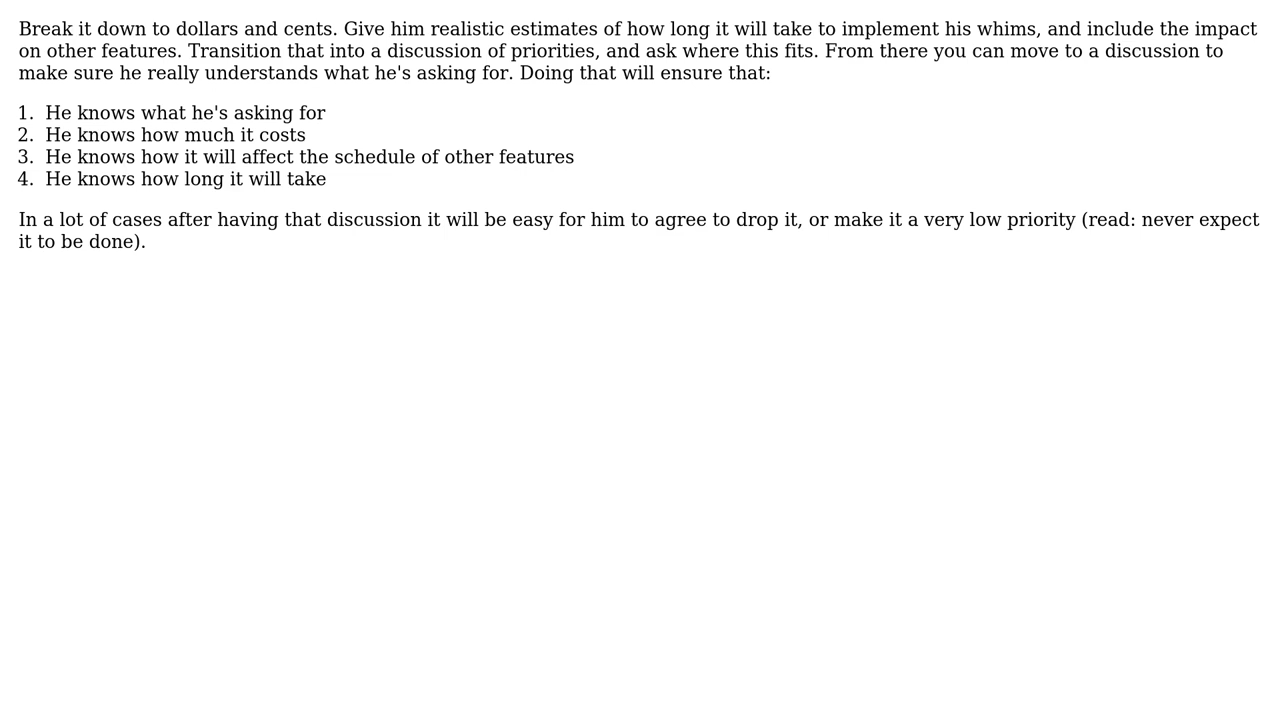 Break it down to dollars and cents. Give him realistic estimates of how long it will take to implement his whims, and include the impact
on other features. Transition that into a discussion of priorities, and ask where this fits. From there you can move to a discussion to
make sure he really understands what he's asking for. Doing that will ensure that:
1. He knows what he's asking for
2. He knows how much it costs
3. He knows how it will affect the schedule of other features
4. He knows how long it will take
In a lot of cases after having that discussion it will be easy for him to agree to drop it, or make it a very low priority (read: never expect
it to be done).